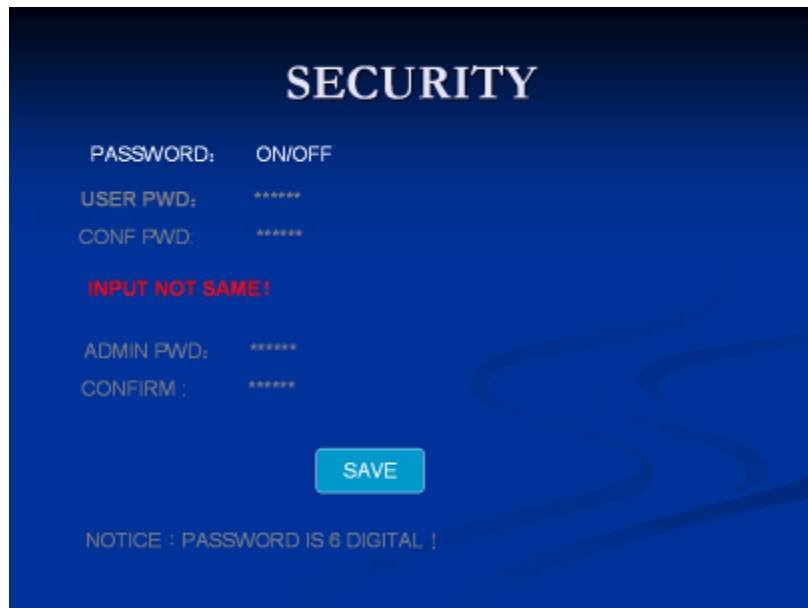 SECURITY
PASSWORD： ON/OFF
USER PWD： ******
CONF PWD: ******
INPUT NOT SAME！
ADMIN PWD： ******
CONFIRM : ******
SAVE
NOTICE：PASSWORD IS 6 DIGITAL！